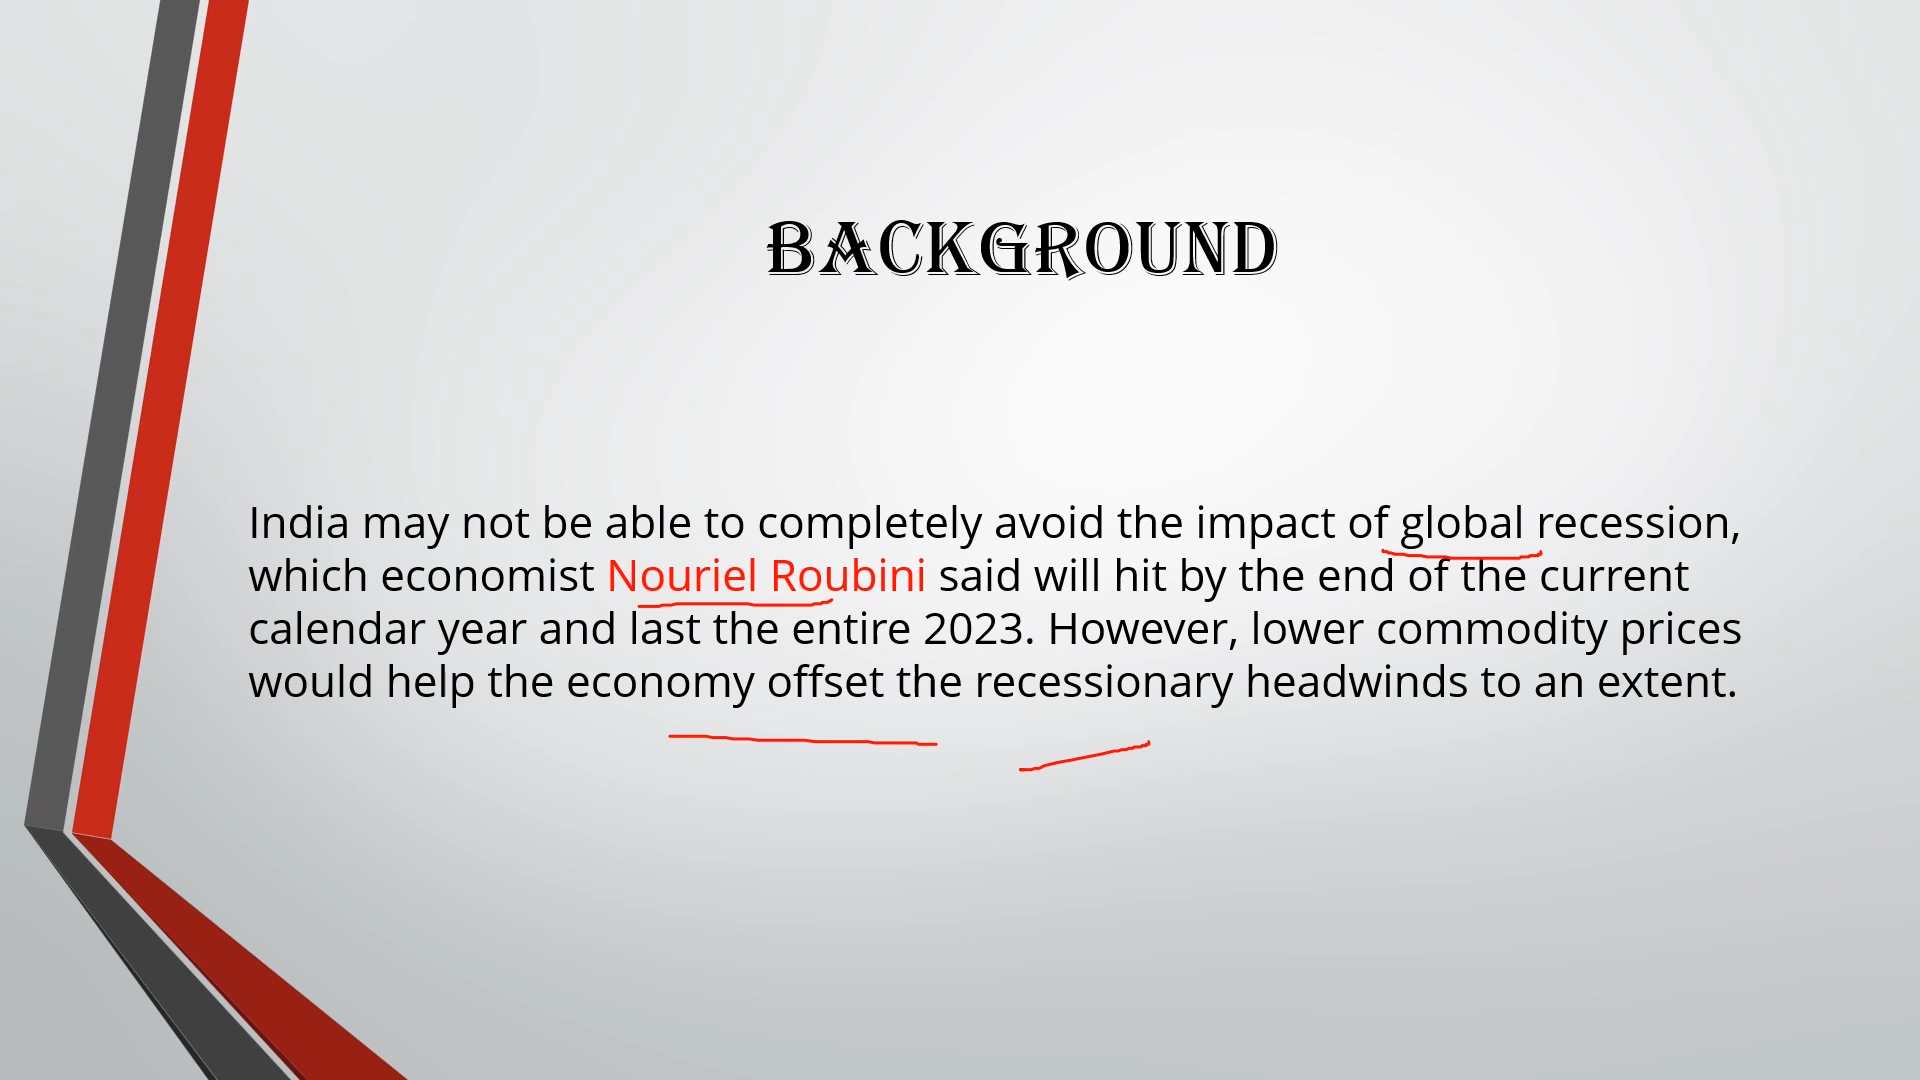 BACKGROUND
India may not be able to completely avoid the impact of global recession,
which economist Nouriel Roubini said will hit by the end of the current
calendar year and last the entire 2023. However, lower commodity prices
would help the economy offset the recessionary headwinds to an extent.